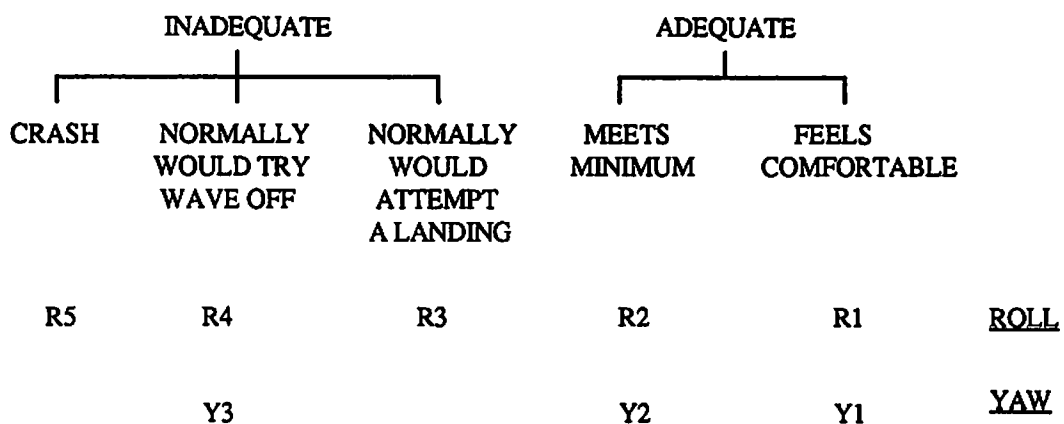 INADEQUATE ADEQUATE
CRASH NORMALLY NORMALLY MEETS FEELS
WOULD TRY WOULD MINIMUM COMFORTABLE
WAVE OFF ATTEMPT
A LANDING
R5 R4 R3 R2 R1 ROLL
Y3 Y2 Y1 YAW